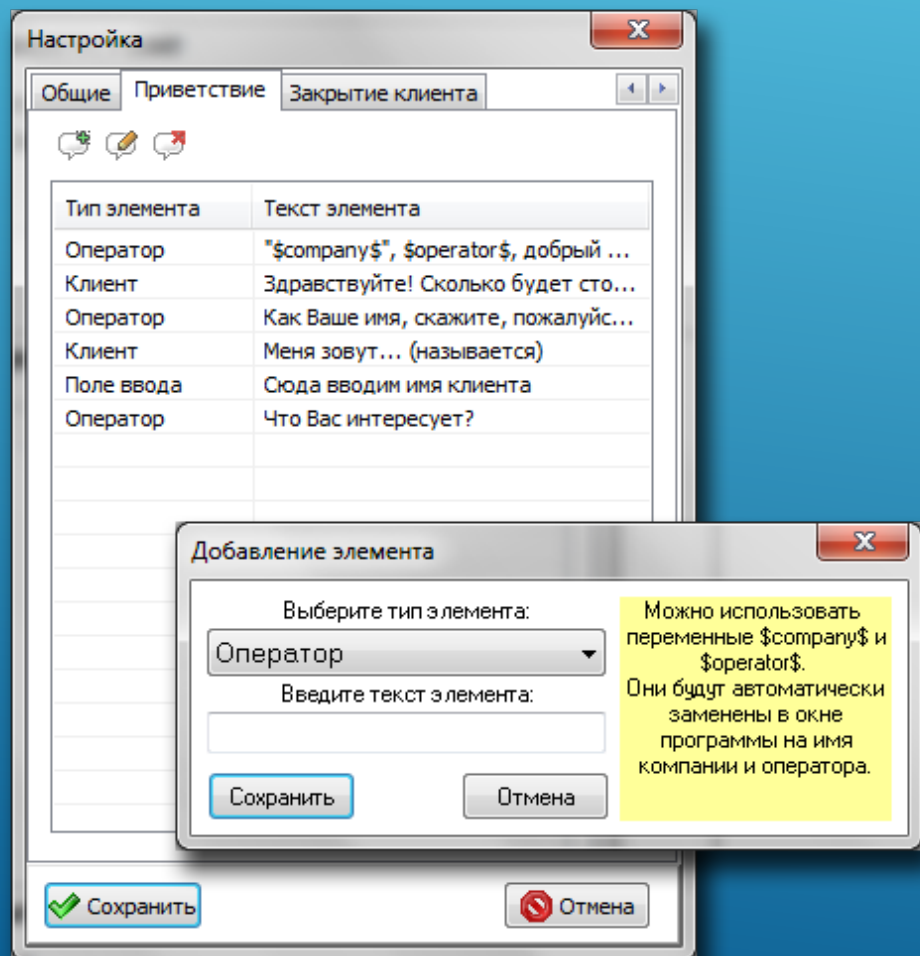 Настройка
Общие Приветствие Закрытие клиента
Тип элемента Текст элемента
Оператор "$company$", $operator$, добрый ...
Клиент Здравствуйте! Сколько будет сто...
Оператор Как Ваше имя, скажите, пожалуйс...
Клиент Меня зовут... (называется)
Поле ввода Сюда вводим имя клиента
Оператор Что Вас интересует?
Добавление элемента
Выберите тип элемента:
Оператор
Введите текст элемента:
Сохранить Отмена
Можно использовать
переменные $company$ и
$operator$.
Они будут автоматически
заменены в окне
программы на имя
компании и оператора.
Сохранить Отмена